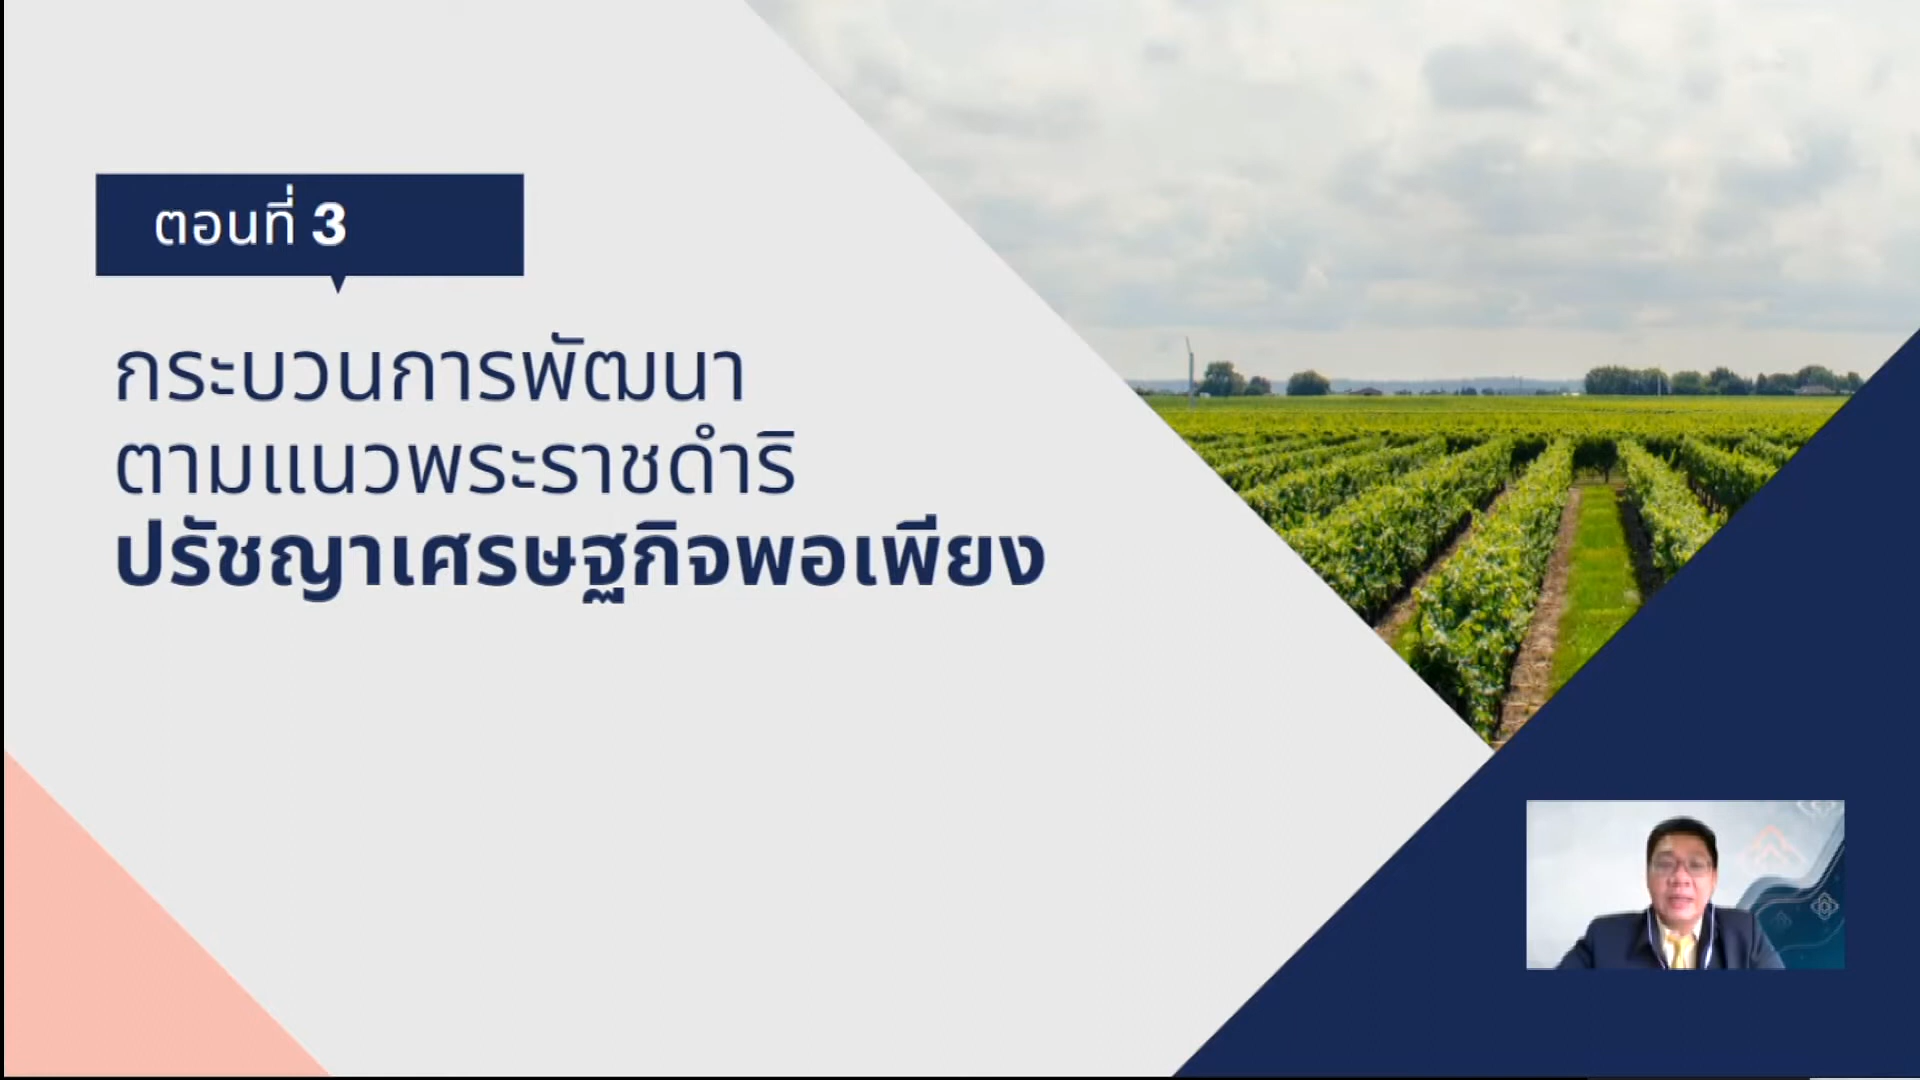 ตอนที่ 3
กระบวนการพัฒนา
ตามแนวพระราชดำริ
ปรัชญาเศรษฐกิจพอเพียง